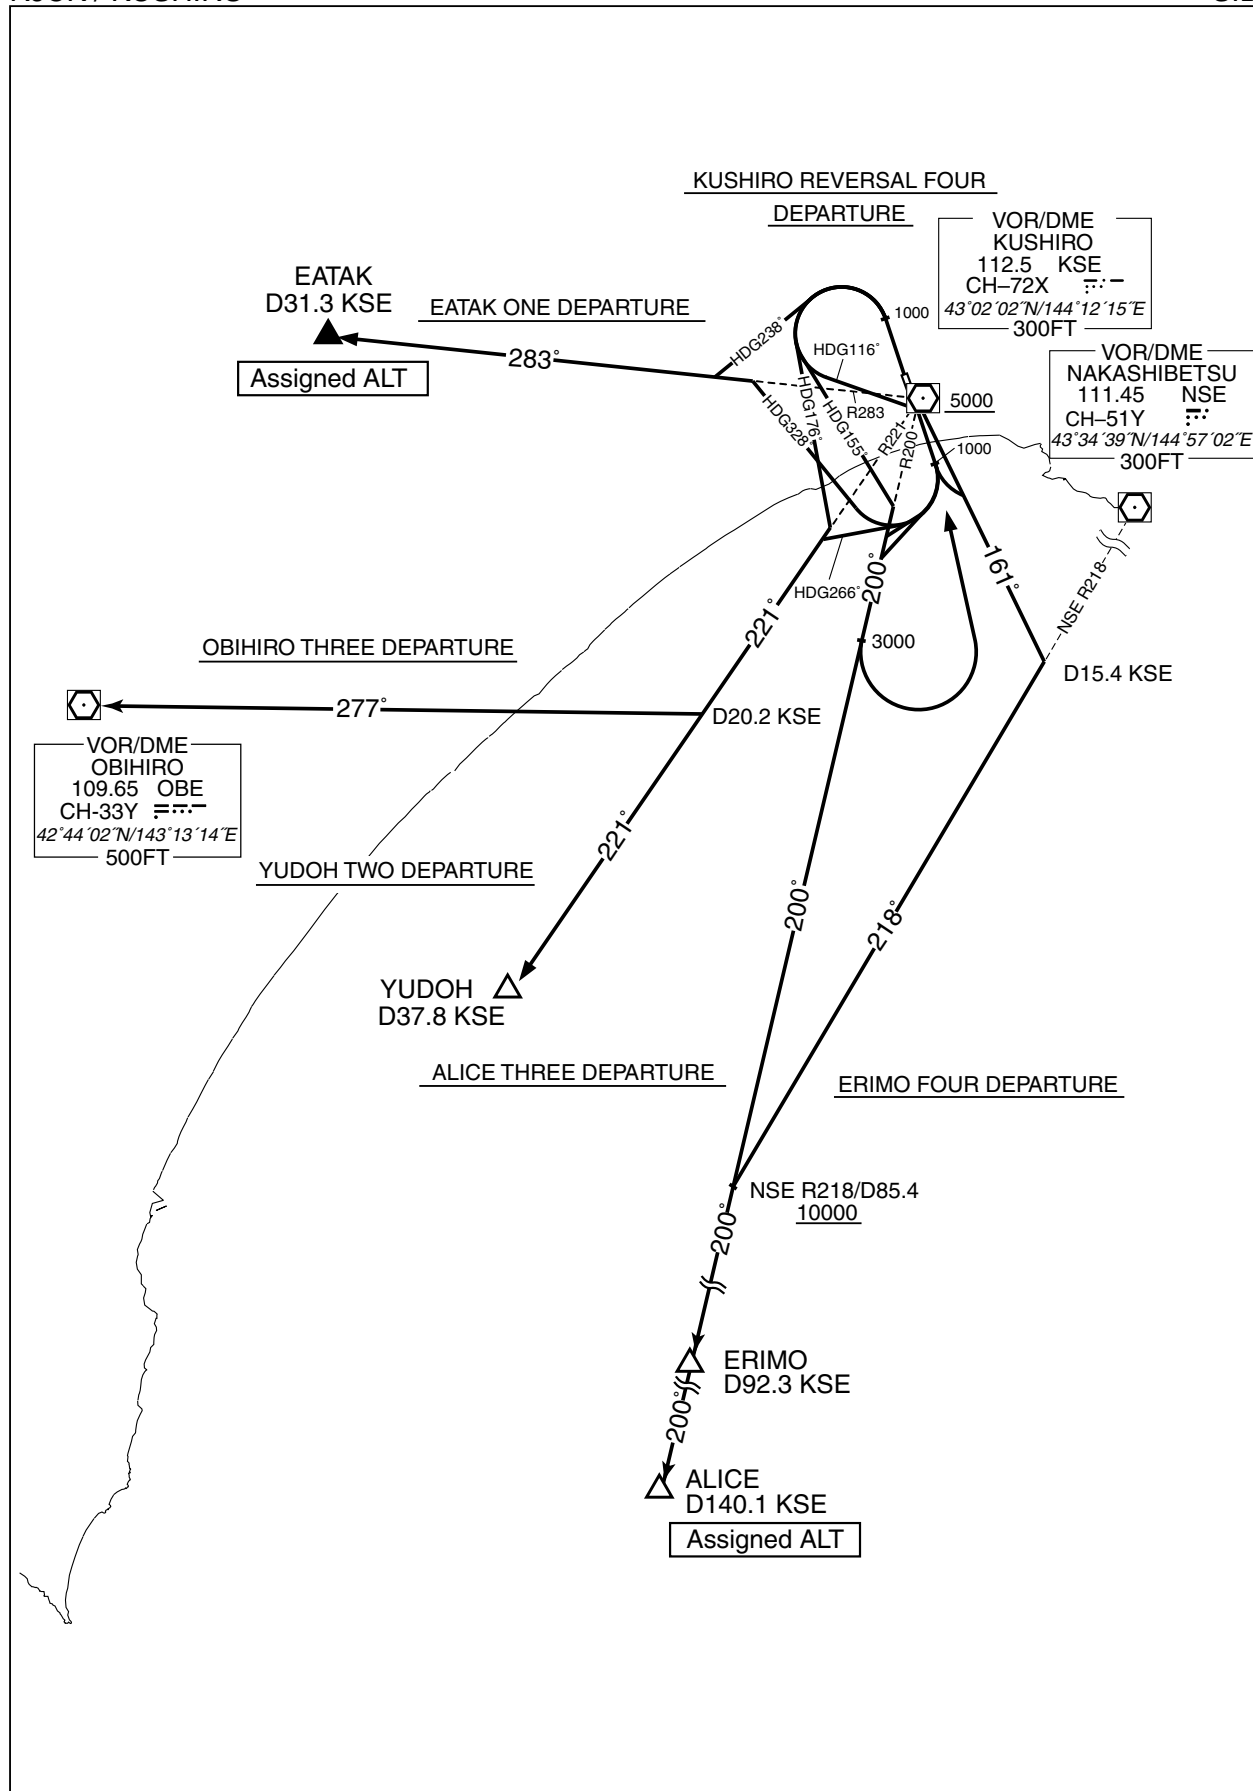 KUSHIRO REVERSAL FOUR
DEPARTURE
VOR/DME
KUSHIRO
112.5 KSE
CH–72X
43°02´02˝N/144°12´15˝E
300FT
EATAK
D31.3 KSE
EATAK ONE DEPARTURE
Assigned ALT
283°
HDG238°
HDG116°
1000
R283
5000
VOR/DME
NAKASHIBETSU
111.45 NSE
CH–51Y
43°34´39˝N/144°57´02˝E
300FT
HDG328°
HDG176°
HDG155°
R221
R200
1000
161°
NSE R218
HDG266°
200°
221°
3000
D15.4 KSE
OBIHIRO THREE DEPARTURE
277°
D20.2 KSE
VOR/DME
OBIHIRO
109.65 OBE
CH-33Y
42°44´02˝N/143°13´14˝E
500FT
221°
YUDOH TWO DEPARTURE
200°
218°
YUDOH
D37.8 KSE
ALICE THREE DEPARTURE
ERIMO FOUR DEPARTURE
NSE R218/D85.4
10000
200°
ERIMO
D92.3 KSE
200°
ALICE
D140.1 KSE
Assigned ALT